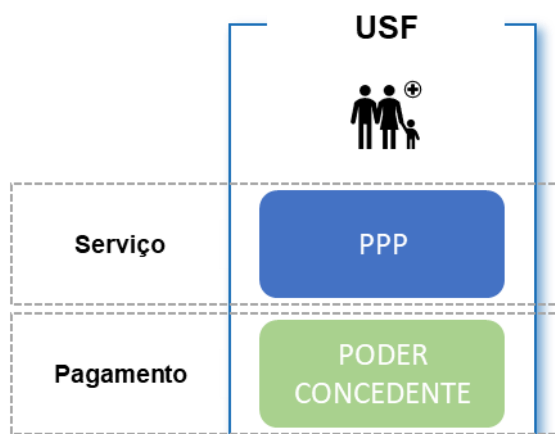 USF
Serviço
PPP
Pagamento
PODER
CONCEDENTE